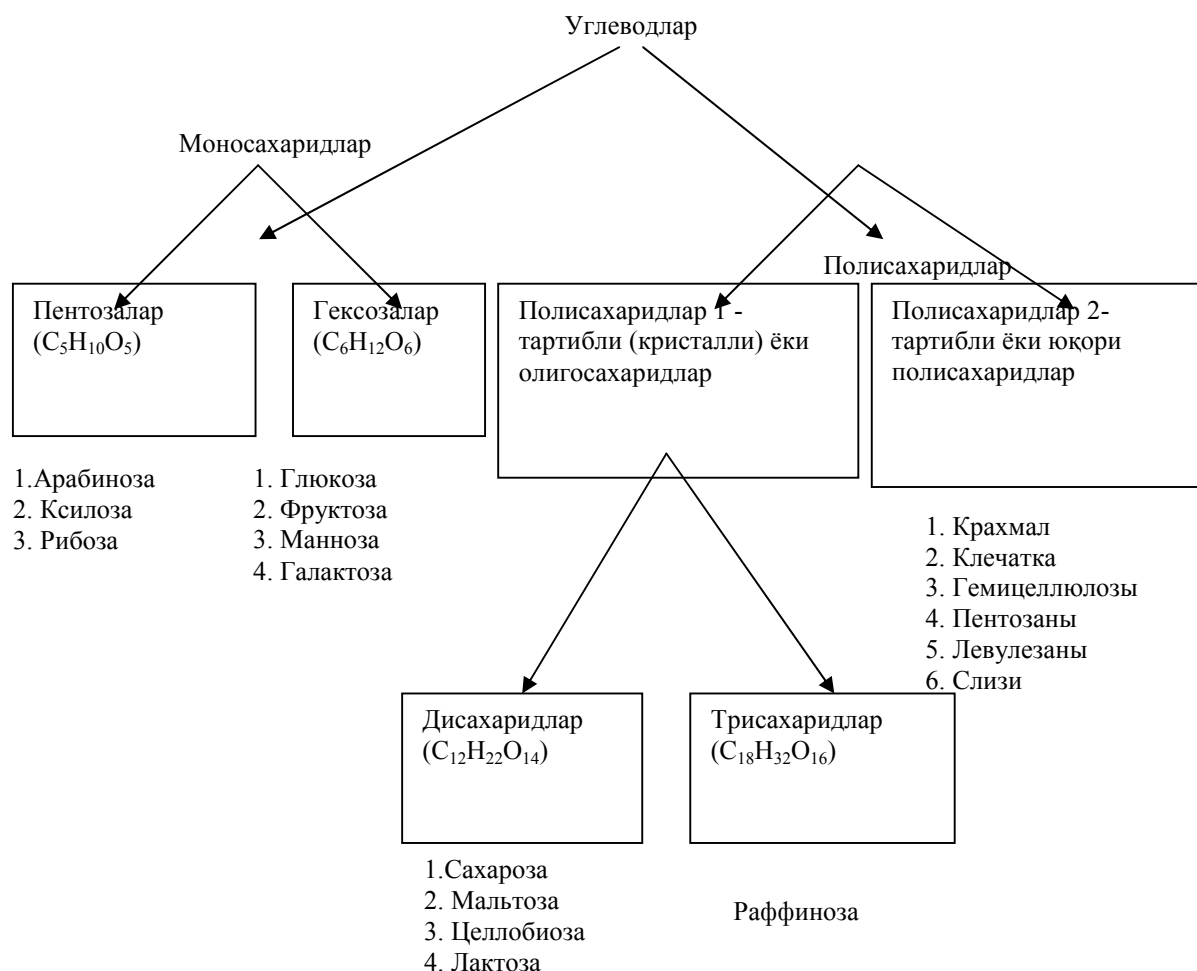 Углеводлар
Моносахаридлар
Полисахаридлар
Пентозалар
(C₅H₁₀O₅)
Гексозалар
(C₆H₁₂O₆)
Полисахаридлар 1 -
тартибли (кристалли) ёки
олигосахаридлар
Полисахаридлар 2-
тартибли ёки юқори
полисахаридлар
1.Арабиноза
2. Ксилоза
3. Рибоза
1. Глюкоза
2. Фруктоза
3. Манноза
4. Галактоза
1. Крахмал
2. Клечатка
3. Гемицеллюлозы
4. Пентозаны
5. Левулезаны
6. Слизи
Дисахаридлар
(C₁₂H₂₂O₁₄)
Трисахаридлар
(C₁₈H₃₂O₁₆)
1.Сахароза
2. Мальтоза
3. Целлобиоза
4. Лактоза
Раффиноза